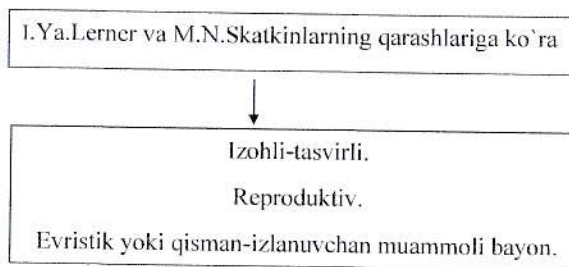 I.Ya.Lerner va M.N.Skatkinlarning qarashlariga ko`ra
Izohli-tasvirli.
Reproduktiv.
Evristik yoki qisman-izlanuvchan muammoli bayon.